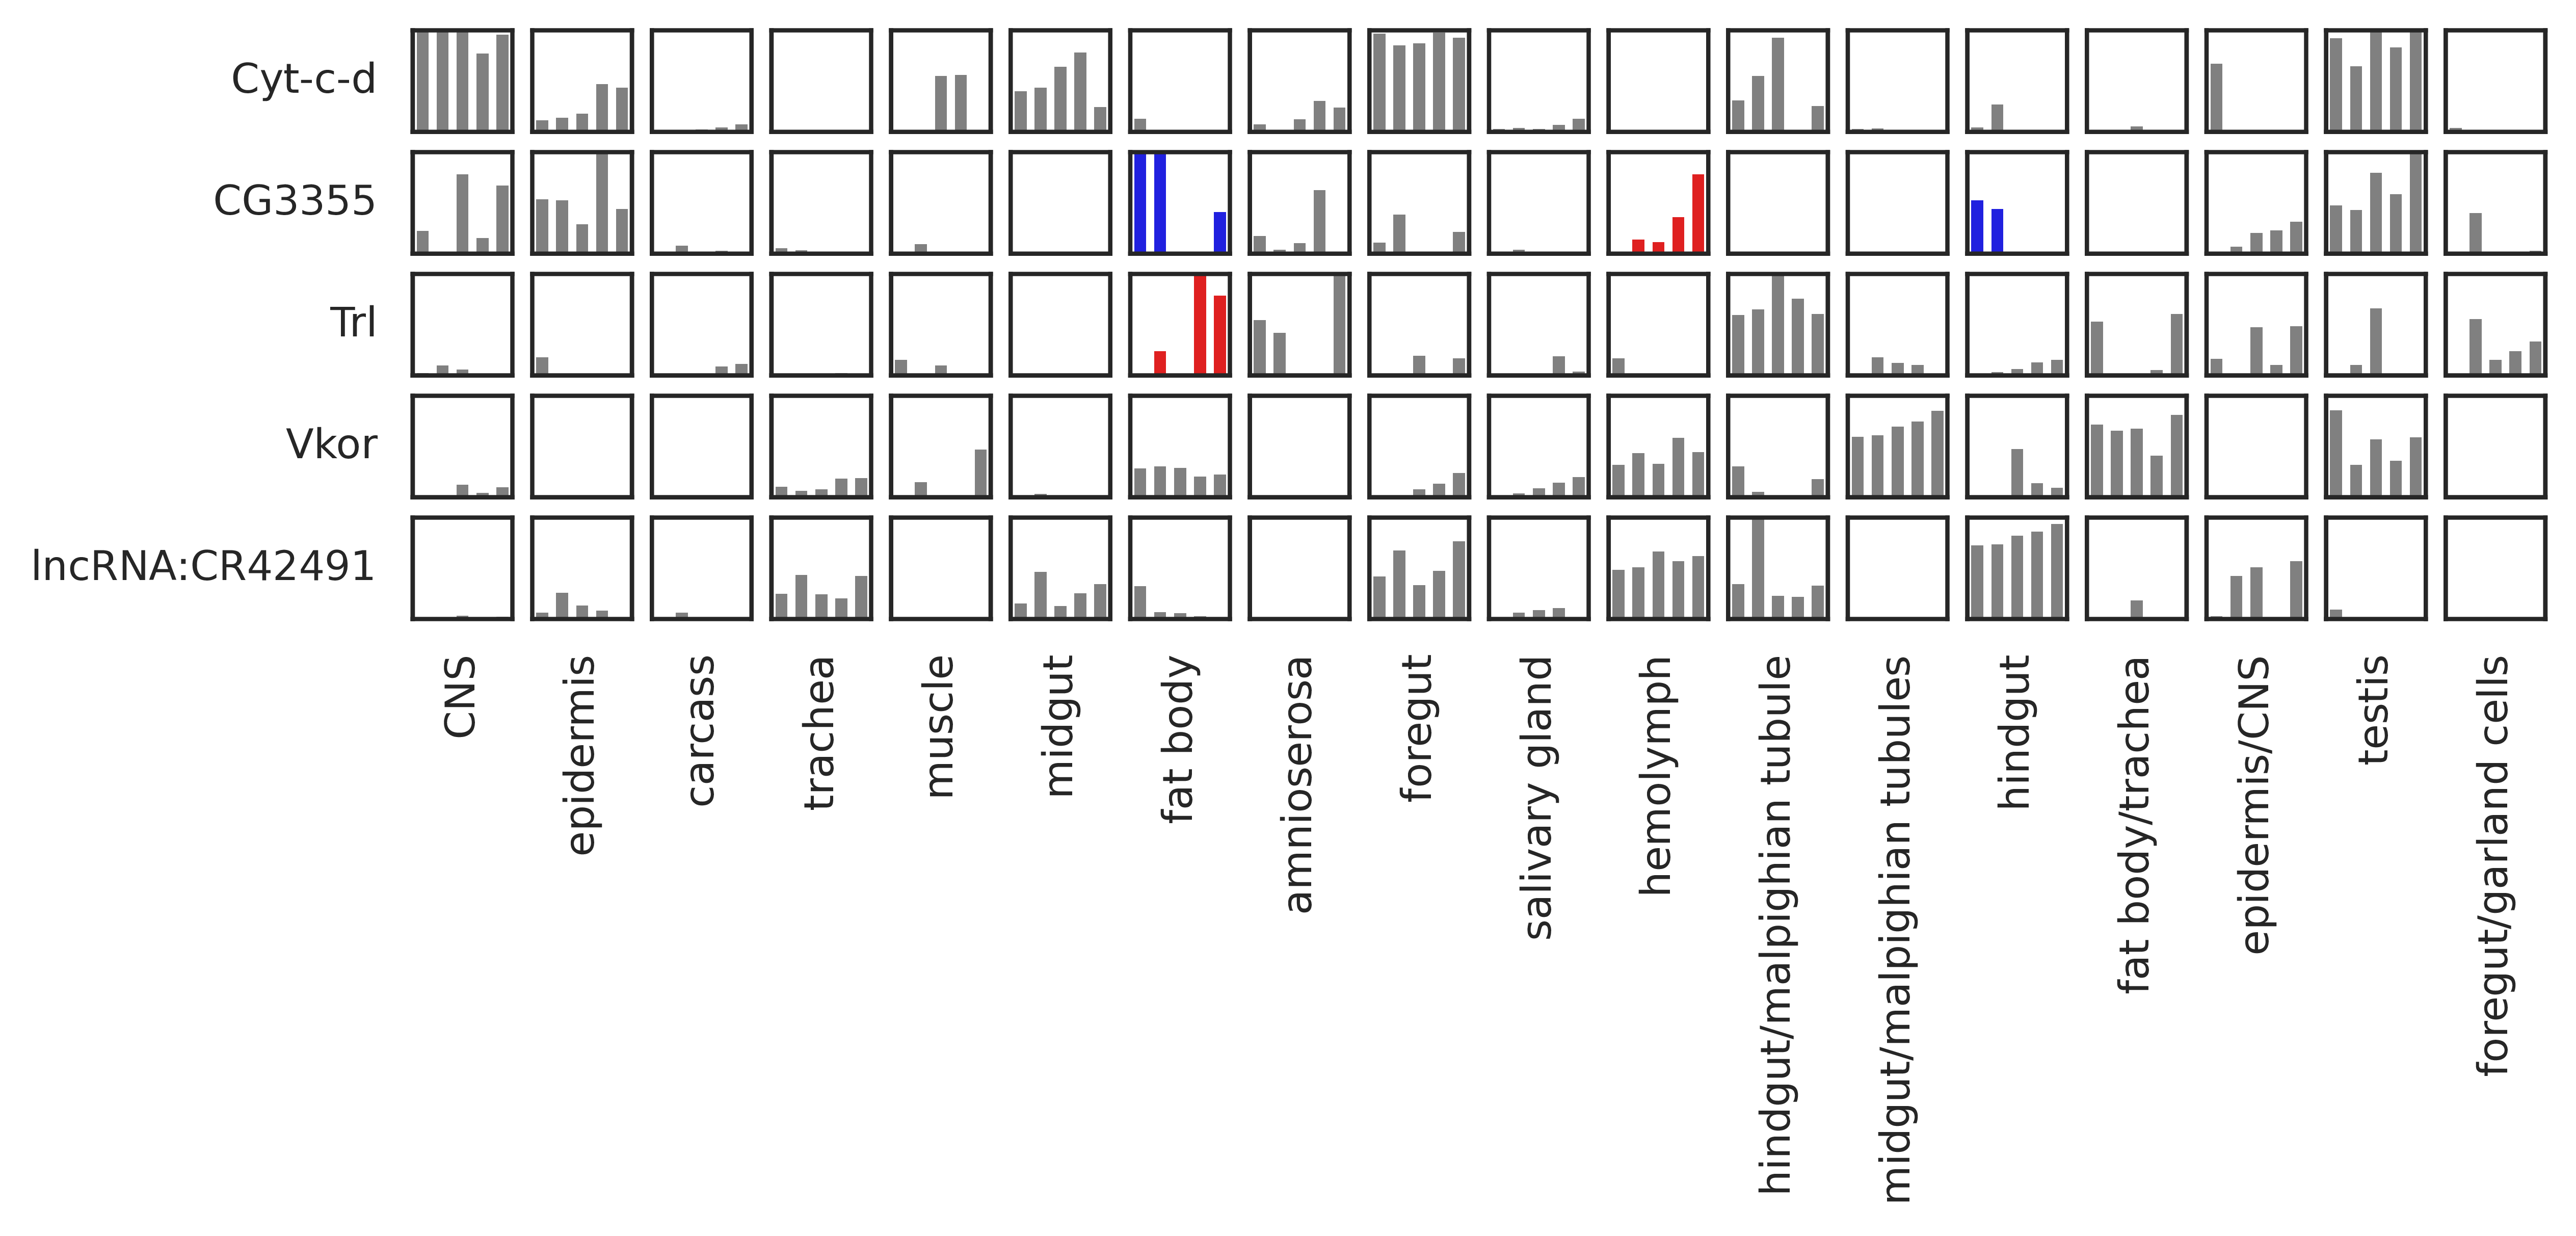 Cyt-c-d
CG3355
Trl
Vkor
lncRNA:CR42491
CNS
epidermis
carcass
trachea
muscle
midgut
fat body
amnioserosa
foregut
salivary gland
hemolymph
hindgut/malpighian tubule
midgut/malpighian tubules
hindgut
fat body/trachea
epidermis/CNS
testis
foregut/garland cells